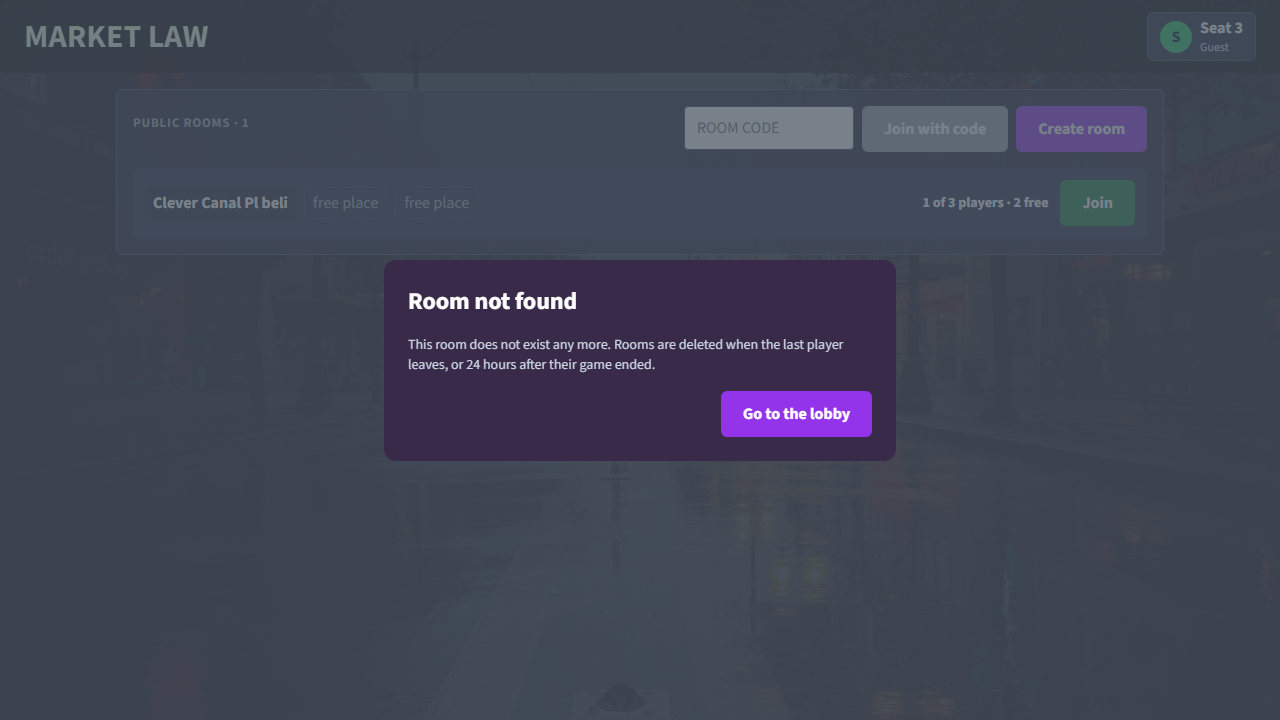 MARKET LAW
S
Seat 3
Guest
PUBLIC ROOMS · 1
ROOM CODE
Join with code
Create room
Clever Canal Pl beli
free place
free place
1 of 3 players · 2 free
Join
Room not found
This room does not exist any more. Rooms are deleted when the last player
leaves, or 24 hours after their game ended.
Go to the lobby